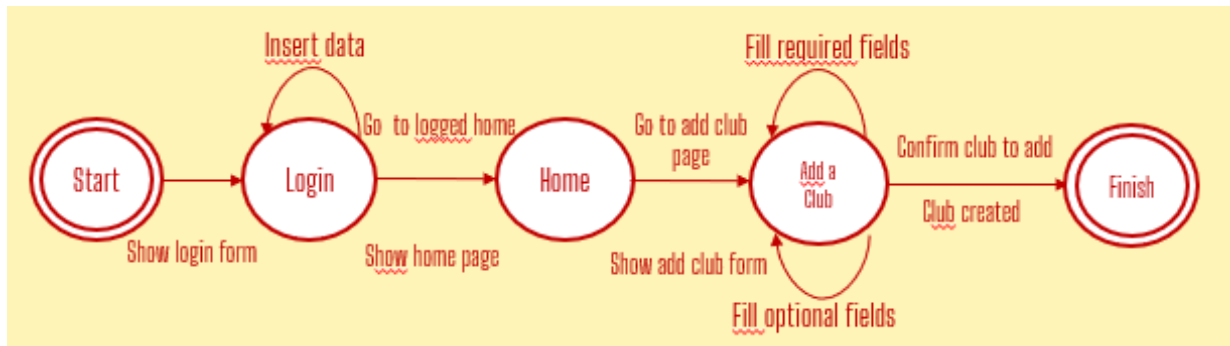 Insert data
Fill required fields
Go to logged home
Go to add club
page
Confirm club to add
Start
Login
Home
Add a
Club
Finish
Show login form
Show home page
Show add club form
Club created
Fill optional fields